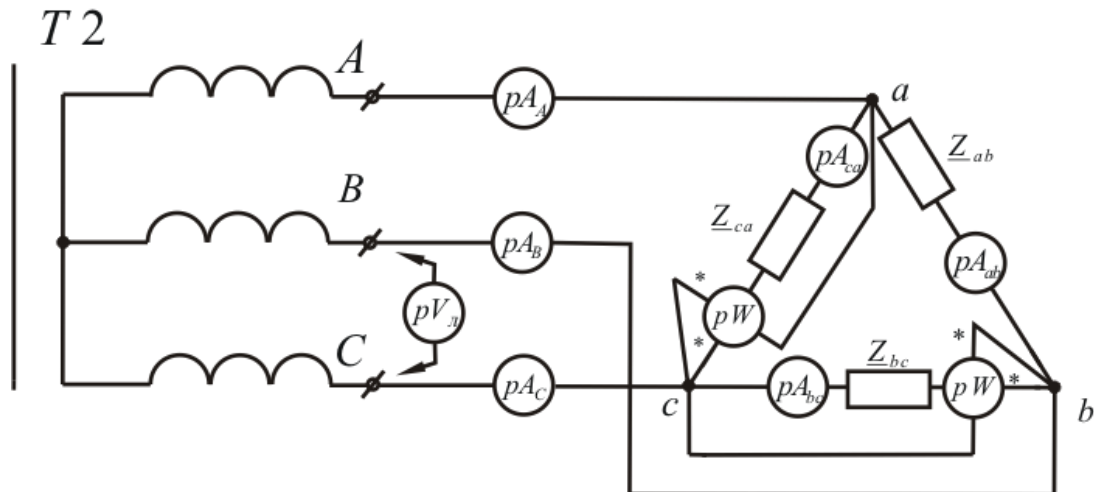 T 2
A
pA_A
a
pA_ca
Z_ab
B
Z_ca
pA_B
pA_ab
*
pV_л
pW
*
*
C
Z_bc
pA_C
pA_bc
pW
*
c
b